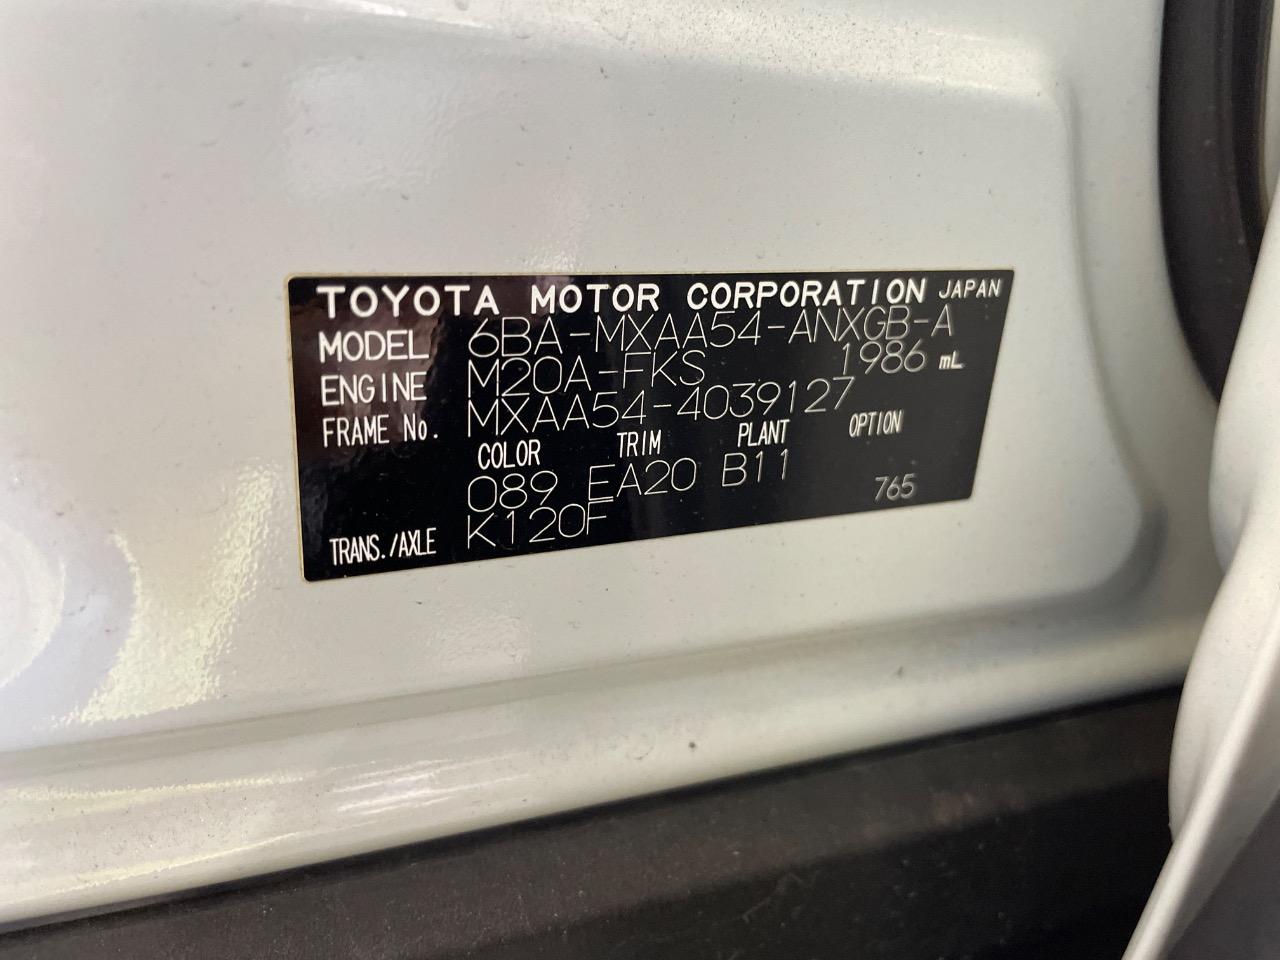 TOYOTA MOTOR CORPORATION JAPAN
MODEL 6BA-MXAA54-ANXGB-A
ENGINE M20A-FKS 1986 mL
FRAME No. MXAA54-4039127
COLOR TRIM PLANT OPTION
089 EA20 B11 765
TRANS./AXLE K120F